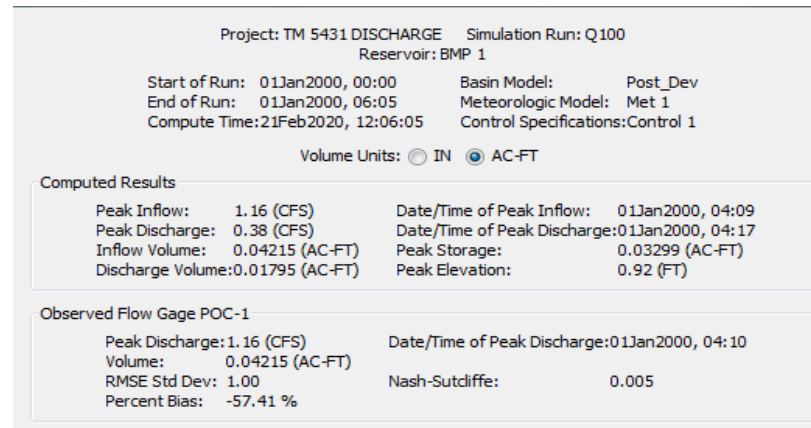 Project: TM 5431 DISCHARGE Simulation Run: Q100
Reservoir: BMP 1
Start of Run: 01Jan2000, 00:00 Basin Model: Post_Dev
End of Run: 01Jan2000, 06:05 Meteorologic Model: Met 1
Compute Time:21Feb2020, 12:06:05 Control Specifications:Control 1
Volume Units: IN AC-FT
Computed Results
Peak Inflow: 1.16 (CFS) Date/Time of Peak Inflow: 01Jan2000, 04:09
Peak Discharge: 0.38 (CFS) Date/Time of Peak Discharge:01Jan2000, 04:17
Inflow Volume: 0.04215 (AC-FT) Peak Storage: 0.03299 (AC-FT)
Discharge Volume:0.01795 (AC-FT) Peak Elevation: 0.92 (FT)
Observed Flow Gage POC-1
Peak Discharge:1.16 (CFS) Date/Time of Peak Discharge:01Jan2000, 04:10
Volume: 0.04215 (AC-FT)
RMSE Std Dev: 1.00 Nash-Sutcliffe: 0.005
Percent Bias: -57.41 %